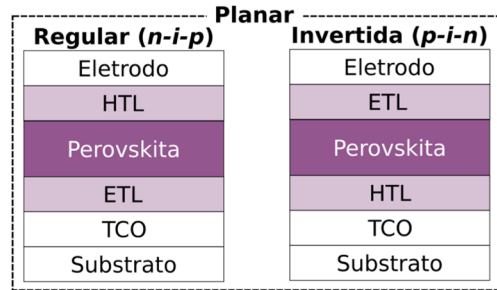 Planar
Regular (n-i-p)
Eletrodo
HTL
Perovskita
ETL
TCO
Substrato
Invertida (p-i-n)
Eletrodo
ETL
Perovskita
HTL
TCO
Substrato